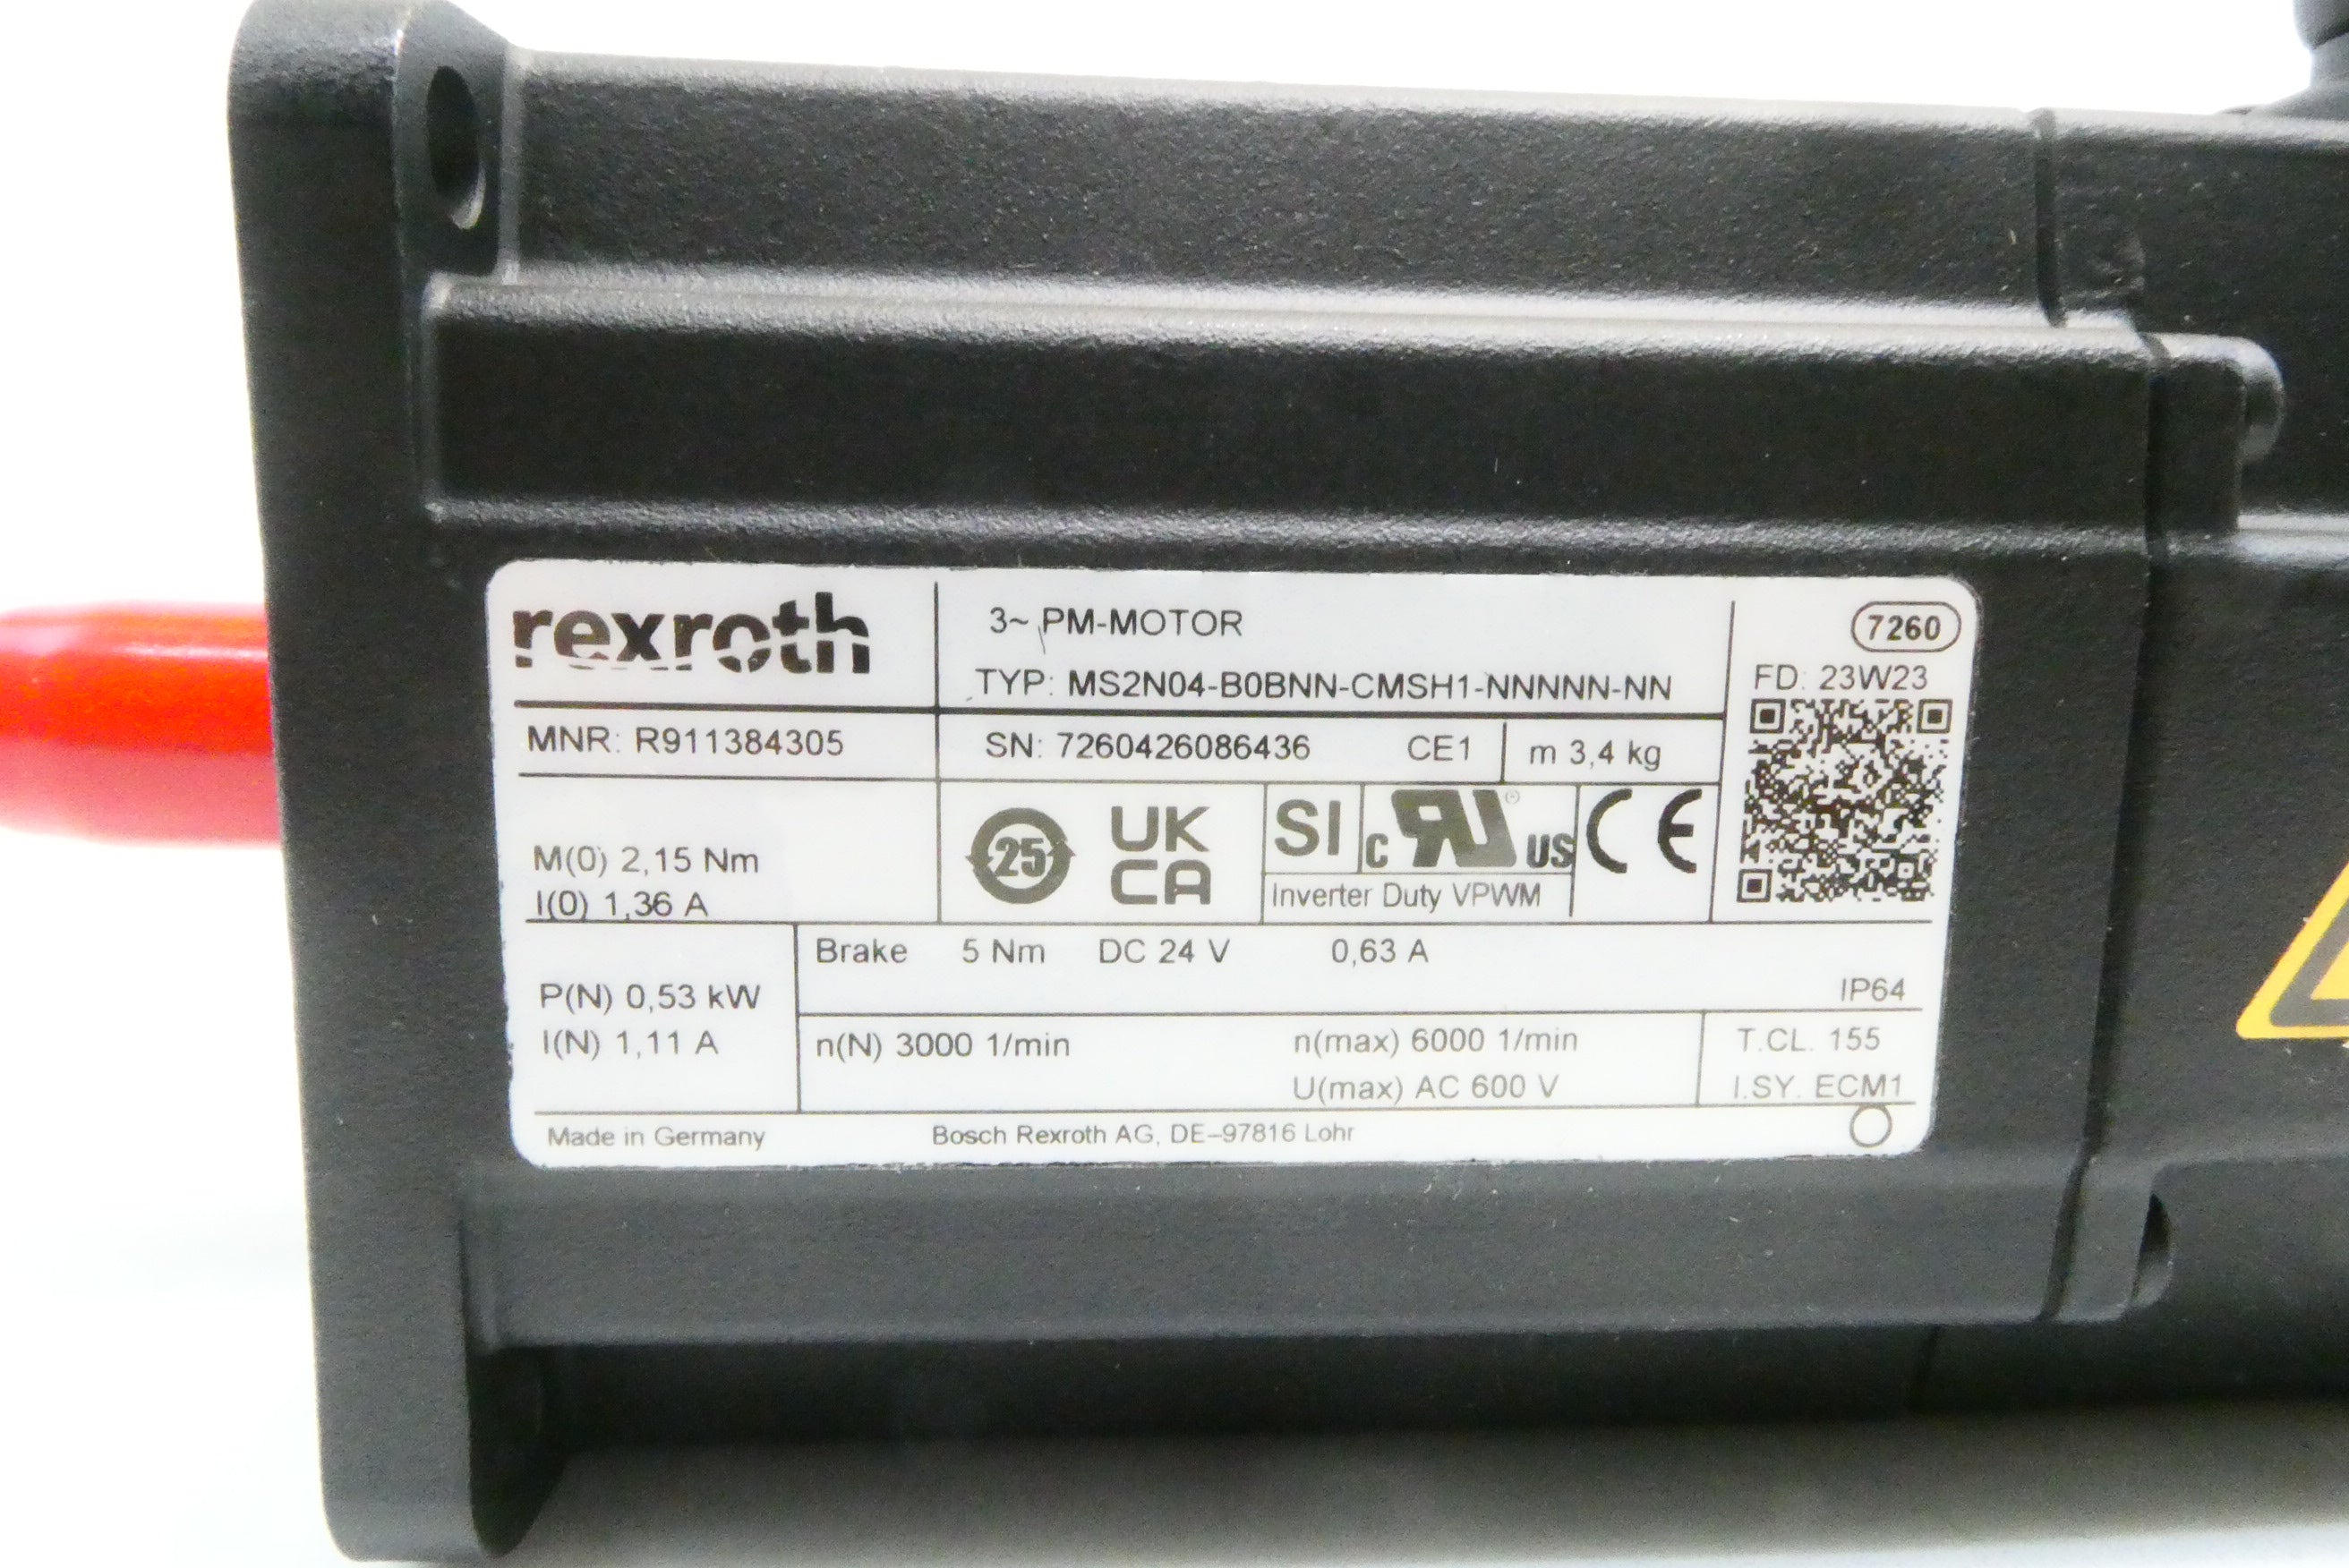 rexroth
3~ PM-MOTOR
TYP: MS2N04-B0BNN-CMSH1-NNNNN-NN
7260
FD: 23W23
MNR: R911384305
SN: 7260426086436 CE1
m 3,4 kg
M(0) 2,15 Nm
I(0) 1,36 A
25
UK
CA
SI
c RU ® US
Inverter Duty VPWM
CE
P(N) 0,53 kW
I(N) 1,11 A
Brake 5 Nm DC 24 V 0,63 A
IP64
n(N) 3000 1/min
n(max) 6000 1/min
U(max) AC 600 V
T.CL. 155
I.SY. ECM1
Made in Germany
Bosch Rexroth AG, DE-97816 Lohr